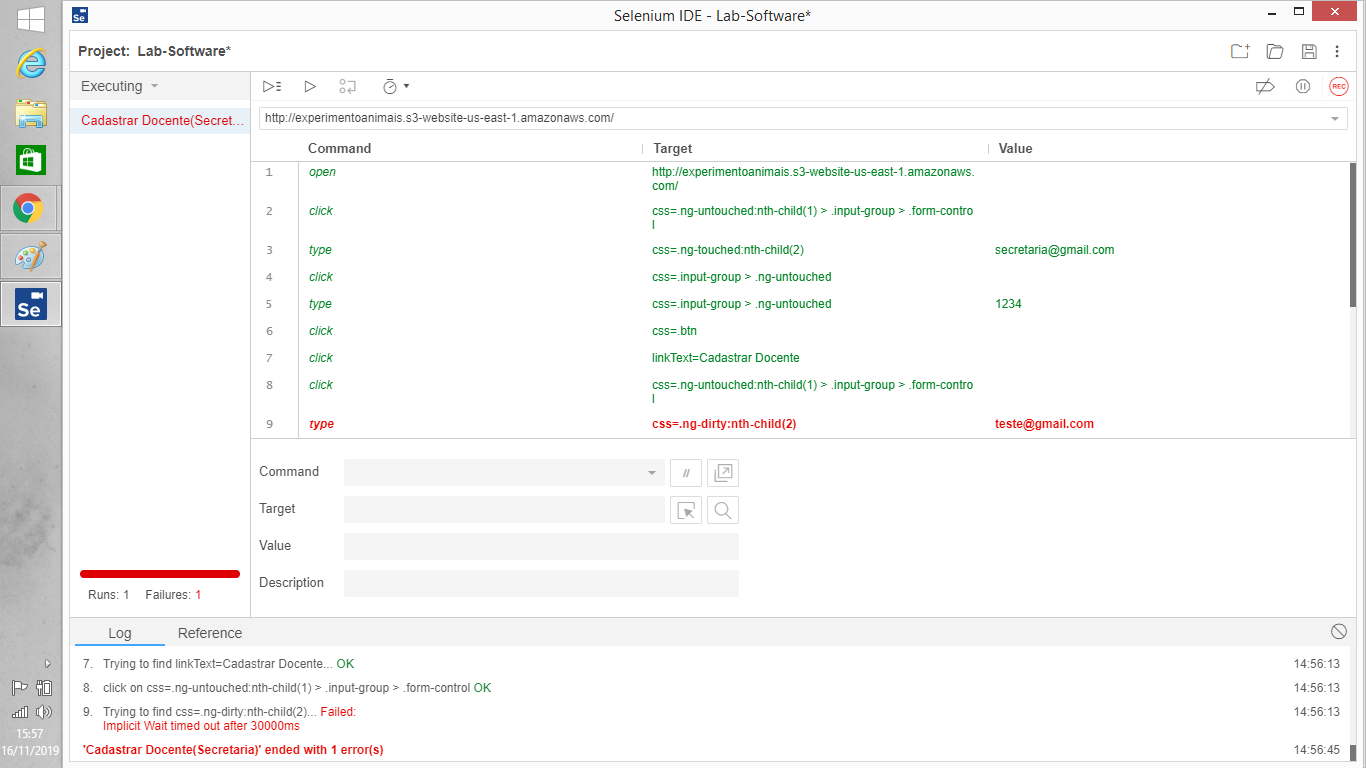 Selenium IDE - Lab-Software*
Project: Lab-Software*
Executing
REC
Cadastrar Docente(Secret...
http://experimentoanimais.s3-website-us-east-1.amazonaws.com/
Command Target Value
1 open http://experimentoanimais.s3-website-us-east-1.amazonaws.
com/
2 click css=.ng-untouched:nth-child(1) > .input-group > .form-contro
l
3 type css=.ng-touched:nth-child(2) secretaria@gmail.com
4 click css=.input-group > .ng-untouched
5 type css=.input-group > .ng-untouched 1234
6 click css=.btn
7 click linkText=Cadastrar Docente
8 click css=.ng-untouched:nth-child(1) > .input-group > .form-contro
l
9 type css=.ng-dirty:nth-child(2) teste@gmail.com
Command //
Target
Value
Description
Runs: 1 Failures: 1
Log Reference
7. Trying to find linkText=Cadastrar Docente... OK 14:56:13
8. click on css=.ng-untouched:nth-child(1) > .input-group > .form-control OK 14:56:13
9. Trying to find css=.ng-dirty:nth-child(2)... Failed: 14:56:13
Implicit Wait timed out after 30000ms
'Cadastrar Docente(Secretaria)' ended with 1 error(s) 14:56:45
Se
Se
15:57
16/11/2019